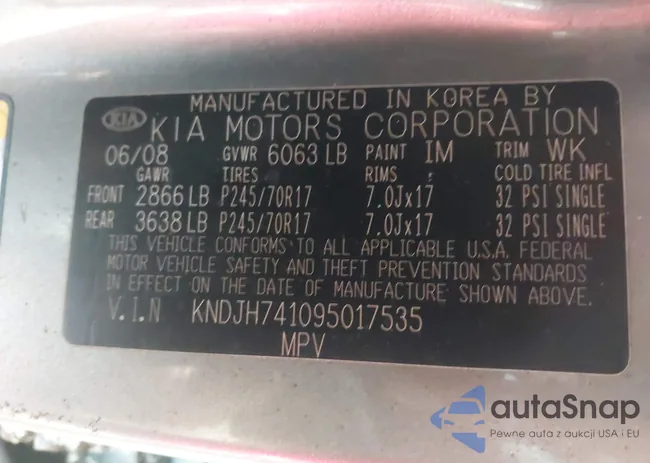 MANUFACTURED IN KOREA BY
KIA KIA MOTORS CORPORATION
06/08 GVWR 6063 LB PAINT IM TRIM WK
GAWR TIRES RIMS COLD TIRE INFL
FRONT 2866 LB P245/70R17 7.0Jx17 32 PSI SINGLE
REAR 3638 LB P245/70R17 7.0Jx17 32 PSI SINGLE
THIS VEHICLE CONFORMS TO ALL APPLICABLE U.S.A. FEDERAL
MOTOR VEHICLE SAFETY AND THEFT PREVENTION STANDARDS
IN EFFECT ON THE DATE OF MANUFACTURE SHOWN ABOVE.
V.I.N KNDJH741095017535
MPV
autaSnap
Pewne auta z aukcji USA i EU